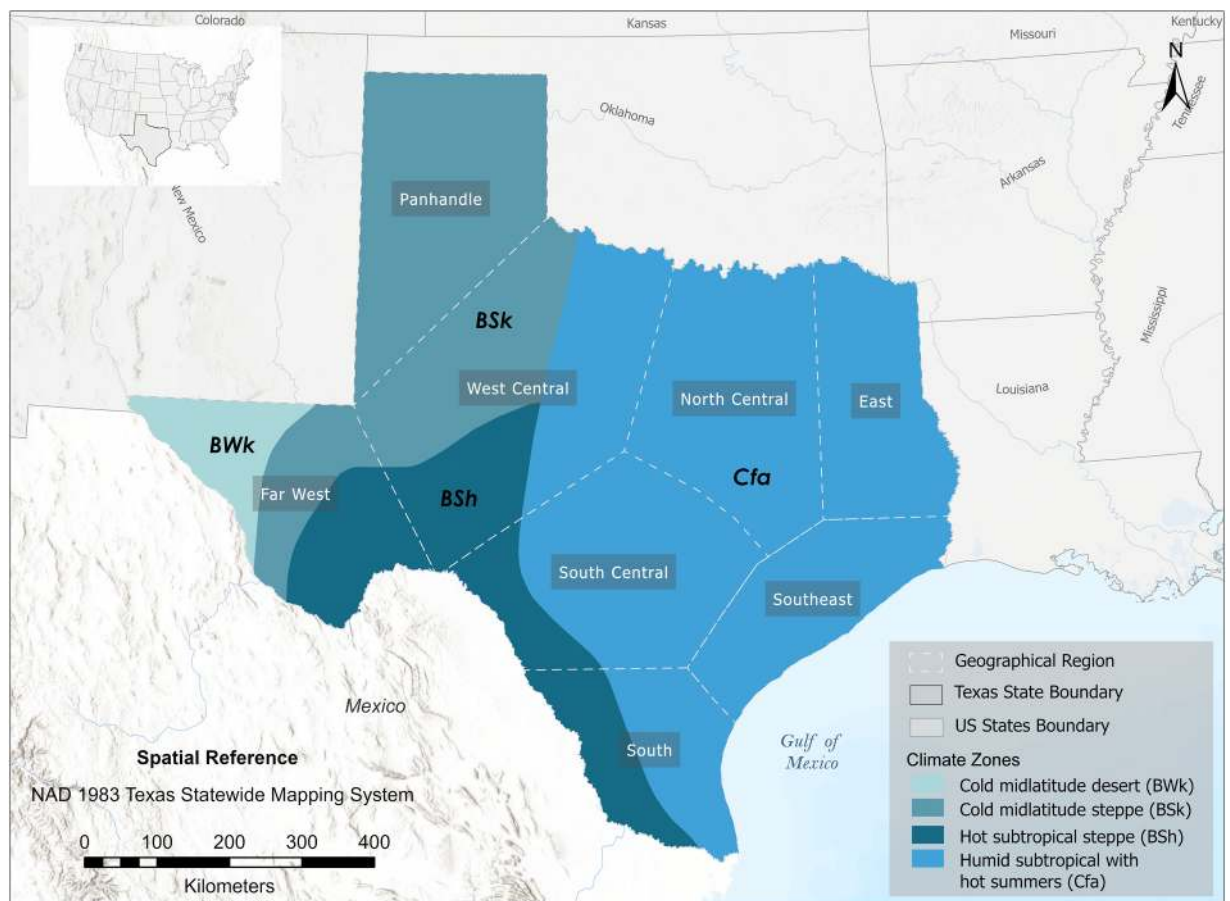 Colorado
Kansas
Missouri
Kentucky
N
Tennessee
Oklahoma
Arkansas
New Mexico
Panhandle
Mississippi
BSk
West Central
North Central
East
Louisiana
BWk
Cfa
Far West
BSh
South Central
Southeast
Mexico
South
Gulf of
Mexico
Spatial Reference
NAD 1983 Texas Statewide Mapping System
0 100 200 300 400
Kilometers
Geographical Region
Texas State Boundary
US States Boundary
Climate Zones
Cold midlatitude desert (BWk)
Cold midlatitude steppe (BSk)
Hot subtropical steppe (BSh)
Humid subtropical with
hot summers (Cfa)